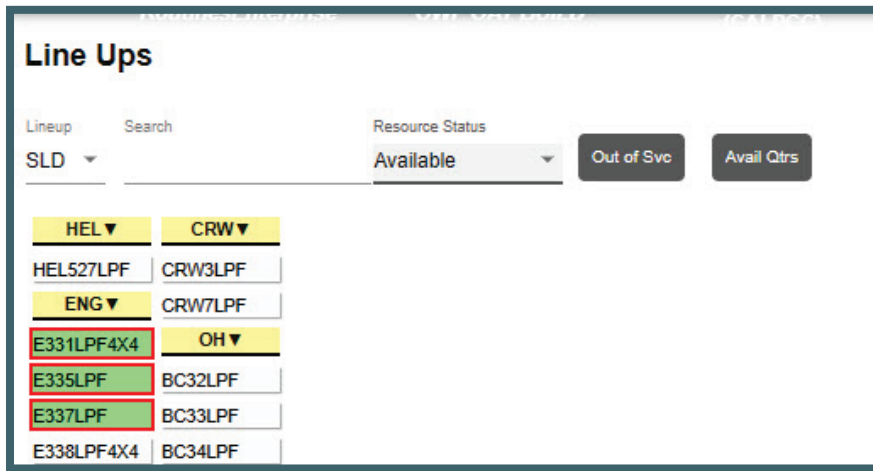 Line Ups
Lineup Search Resource Status
SLD Available Out of Svc Avail Qtrs
HEL▼ CRW▼
HEL527LPF CRW3LPF
ENG▼ CRW7LPF
E331LPF4X4 OH▼
E335LPF BC32LPF
E337LPF BC33LPF
E338LPF4X4 BC34LPF